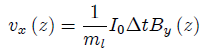 v_x (z) = \frac{1}{m_l} I_0 \Delta t B_y (z)